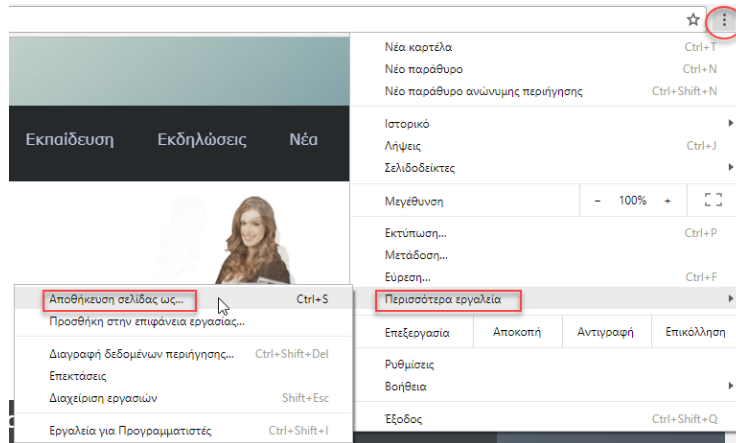 Νέα καρτέλα Ctrl+T
Νέο παράθυρο Ctrl+N
Νέο παράθυρο ανώνυμης περιήγησης Ctrl+Shift+N
Ιστορικό
Λήψεις Ctrl+J
Σελιδοδείκτες
Μεγέθυνση - 100% +
Εκτύπωση... Ctrl+P
Μετάδοση...
Εύρεση... Ctrl+F
Περισσότερα εργαλεία
Επεξεργασία Αποκοπή Αντιγραφή Επικόλληση
Ρυθμίσεις
Βοήθεια
Έξοδος Ctrl+Shift+Q
Εκπαίδευση Εκδηλώσεις Νέα
Αποθήκευση σελίδας ως... Ctrl+S
Προσθήκη στην επιφάνεια εργασίας...
Διαγραφή δεδομένων περιήγησης... Ctrl+Shift+Del
Επεκτάσεις
Διαχείριση εργασιών Shift+Esc
Εργαλεία για Προγραμματιστές Ctrl+Shift+I